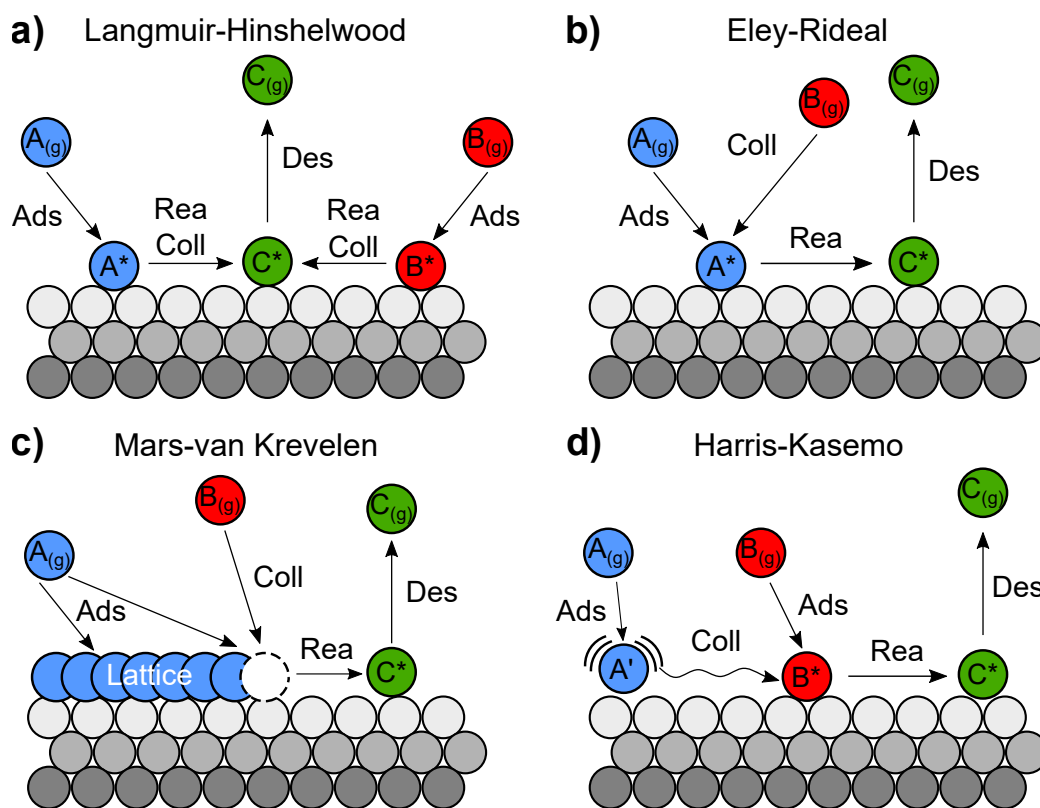 a) Langmuir-Hinshelwood
C(g)
A(g)
B(g)
Des
Ads
Rea
Coll
Rea
Coll
Ads
A*
C*
B*
b) Eley-Rideal
C(g)
B(g)
A(g)
Coll
Des
Ads
Rea
A*
C*
c) Mars-van Krevelen
B(g)
C(g)
A(g)
Coll
Ads
Des
Rea
Lattice
C*
d) Harris-Kasemo
C(g)
A(g)
B(g)
Des
Ads
Ads
Coll
Rea
A'
B*
C*